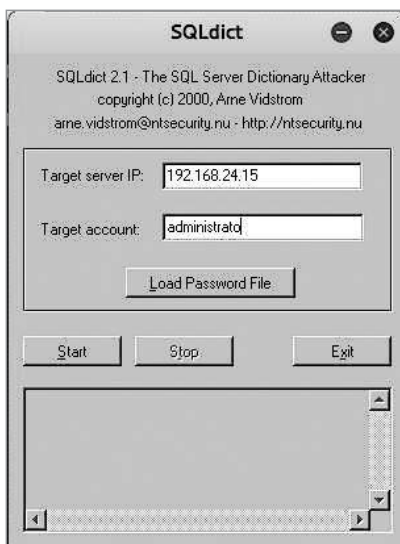 SQLdict
SQLdict 2.1 - The SQL Server Dictionary Attacker
copyright (c) 2000, Arne Vidstrom
arne.vidstrom@ntsecurity.nu - http://ntsecurity.nu
Target server IP: 192.168.24.15
Target account: administrato
Load Password File
Start Stop Exit